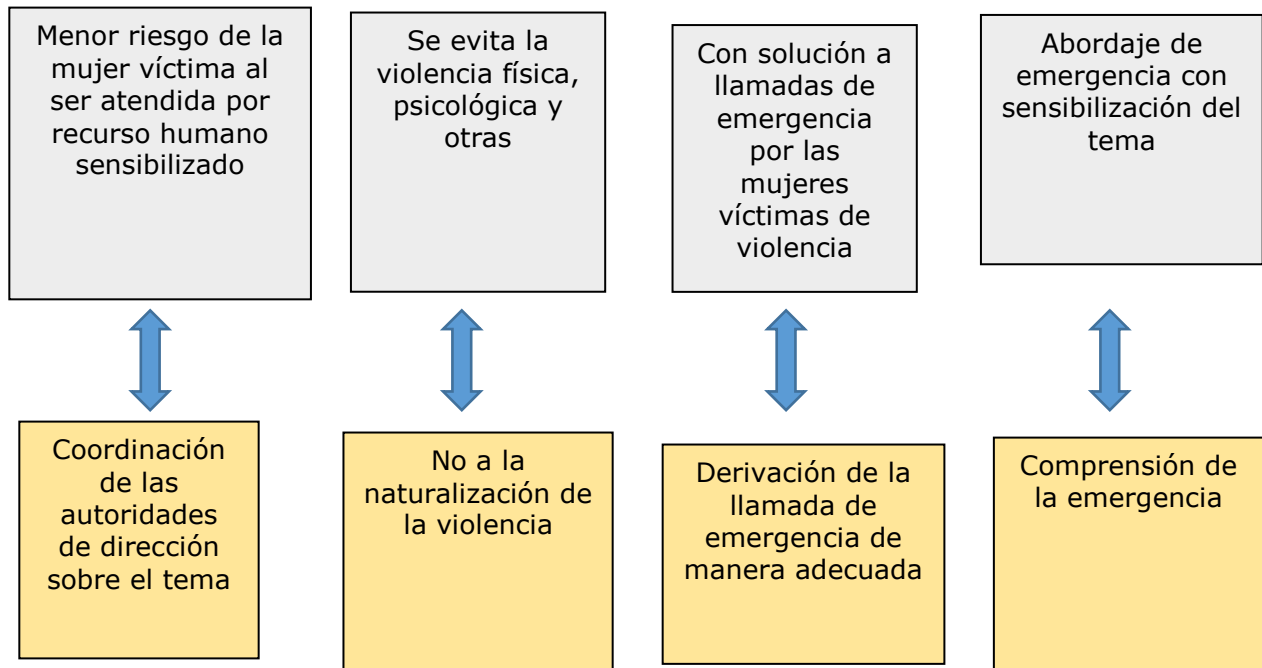 Menor riesgo de la
mujer víctima al
ser atendida por
recurso humano
sensibilizado
Se evita la
violencia física,
psicológica y
otras
Con solución a
llamadas de
emergencia
por las
mujeres
víctimas de
violencia
Abordaje de
emergencia con
sensibilización del
tema
Coordinación
de las
autoridades
de dirección
sobre el tema
No a la
naturalización de
la violencia
Derivación de la
llamada de
emergencia de
manera adecuada
Comprensión de
la emergencia